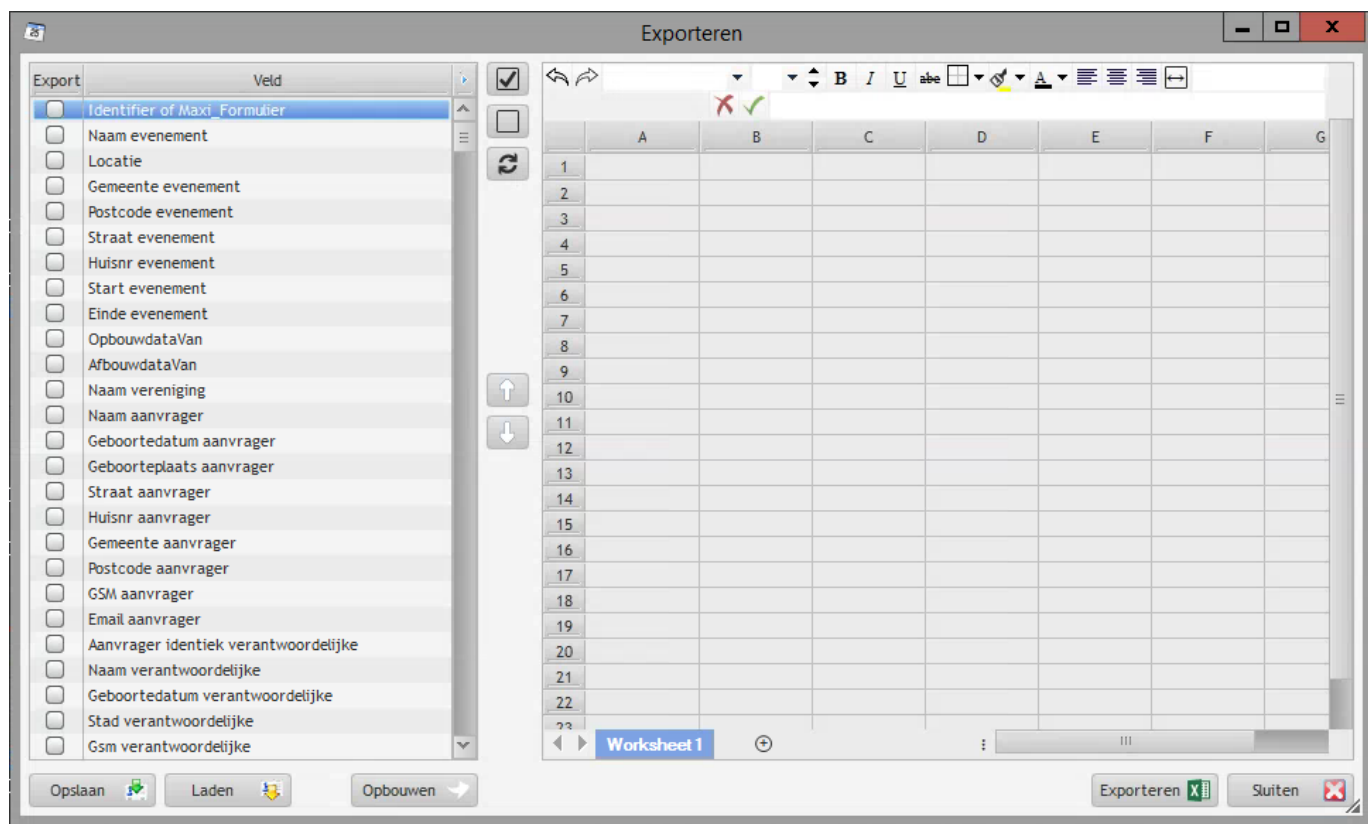 Exporteren
Export Veld
Identifier of Maxi_Formulier
Naam evenement
Locatie
Gemeente evenement
Postcode evenement
Straat evenement
Huisnr evenement
Start evenement
Einde evenement
OpbouwdataVan
AfbouwdataVan
Naam vereniging
Naam aanvrager
Geboortedatum aanvrager
Geboorteplaats aanvrager
Straat aanvrager
Huisnr aanvrager
Gemeente aanvrager
Postcode aanvrager
GSM aanvrager
Email aanvrager
Aanvrager identiek verantwoordelijke
Naam verantwoordelijke
Geboortedatum verantwoordelijke
Stad verantwoordelijke
Gsm verantwoordelijke
B I U abe A
A B C D E F G
1
2
3
4
5
6
7
8
9
10
11
12
13
14
15
16
17
18
19
20
21
22
23
Worksheet1
Opslaan Laden Opbouwen Exporteren Sluiten